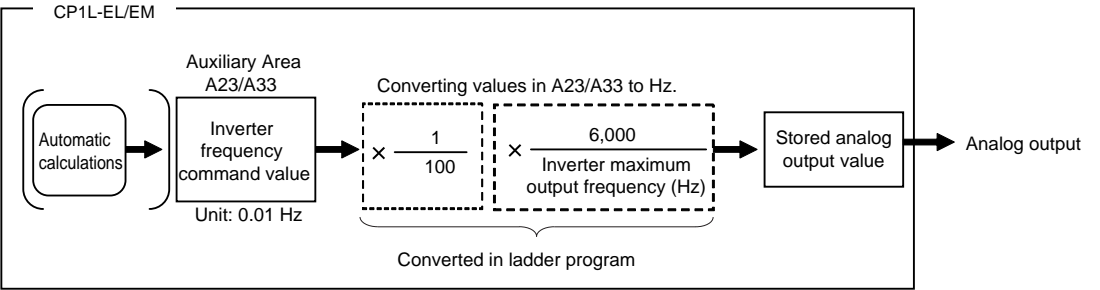 CP1L-EL/EM
Auxiliary Area
A23/A33
Converting values in A23/A33 to Hz.
Automatic
calculations
Inverter
frequency
command value
× 1
100
× 6,000
Inverter maximum
output frequency (Hz)
Stored analog
output value
Analog output
Unit: 0.01 Hz
Converted in ladder program